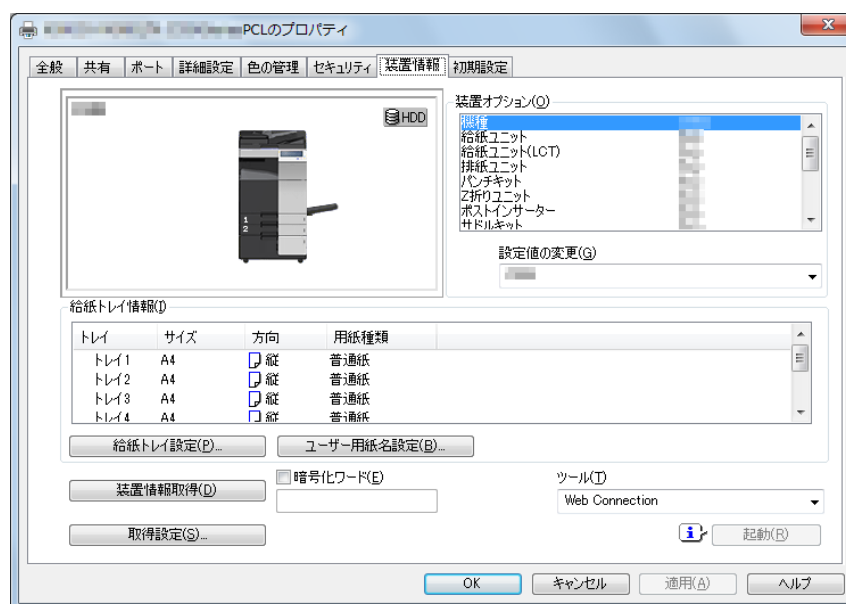 PCLのプロパティ
全般 共有 ポート 詳細設定 色の管理 セキュリティ 装置情報 初期設定
HDD
1
2
装置オプション(O)
機種
給紙ユニット
給紙ユニット(LCT)
排紙ユニット
パンチキット
Z折りユニット
ポストインサーター
サドルキット
設定値の変更(G)
給紙トレイ情報(I)
トレイ サイズ 方向 用紙種類
トレイ1 A4 縦 普通紙
トレイ2 A4 縦 普通紙
トレイ3 A4 縦 普通紙
トレイ4 A4 縦 普通紙
給紙トレイ設定(P)... ユーザー用紙名設定(B)...
装置情報取得(D)
暗号化ワード(E)
ツール(T)
Web Connection
取得設定(S)...
起動(R)
OK キャンセル 適用(A) ヘルプ